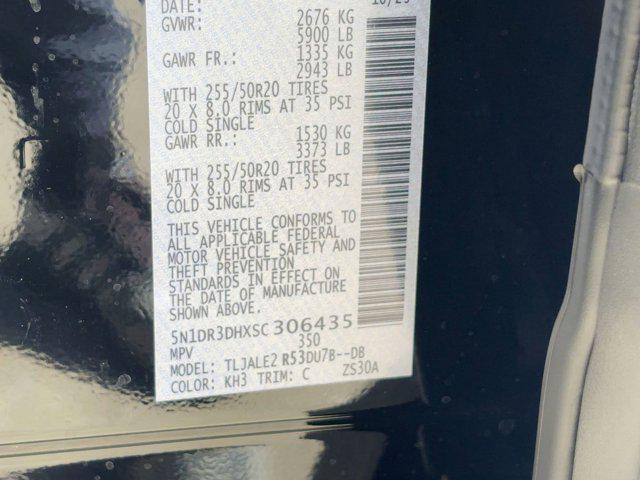 DATE:
GVWR: 2676 KG
5900 LB
GAWR FR.: 1335 KG
2943 LB
WITH 255/50R20 TIRES
20 X 8.0 RIMS AT 35 PSI
COLD SINGLE
GAWR RR.: 1530 KG
3373 LB
WITH 255/50R20 TIRES
20 X 8.0 RIMS AT 35 PSI
COLD SINGLE
THIS VEHICLE CONFORMS TO
ALL APPLICABLE FEDERAL
MOTOR VEHICLE SAFETY AND
THEFT PREVENTION
STANDARDS IN EFFECT ON
THE DATE OF MANUFACTURE
SHOWN ABOVE.
5N1DR3DHXSC306435
MPV 350
MODEL: TLJALE2 R53DU7B--DB
COLOR: KH3 TRIM: C ZS30A